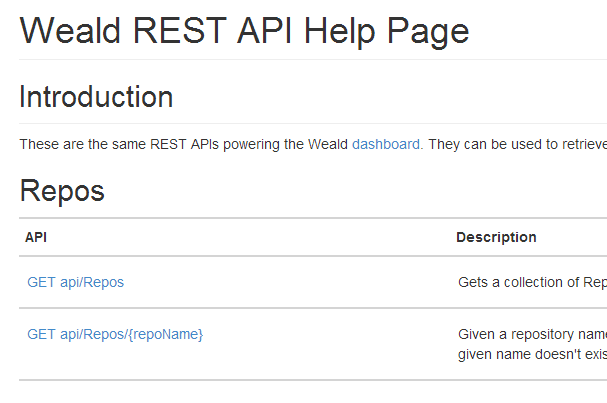 Weald REST API Help Page
Introduction
These are the same REST APIs powering the Weald dashboard. They can be used to retrieve
Repos
API Description
GET api/Repos Gets a collection of Rep
GET api/Repos/{repoName} Given a repository name
given name doesn't exis